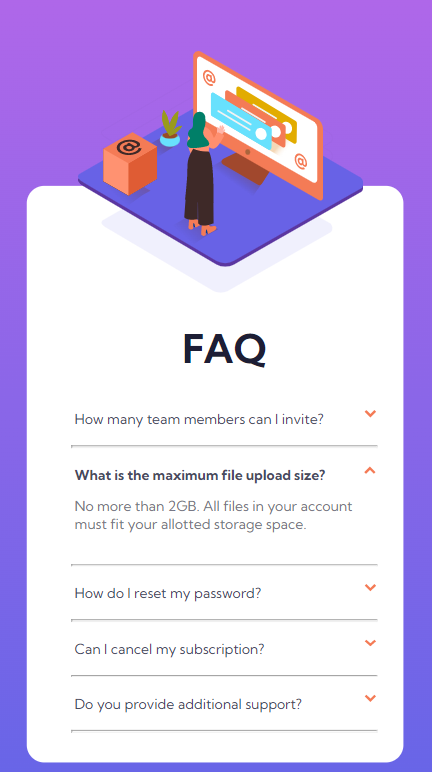 @
@
@
FAQ
How many team members can I invite?
What is the maximum file upload size?
No more than 2GB. All files in your account
must fit your allotted storage space.
How do I reset my password?
Can I cancel my subscription?
Do you provide additional support?